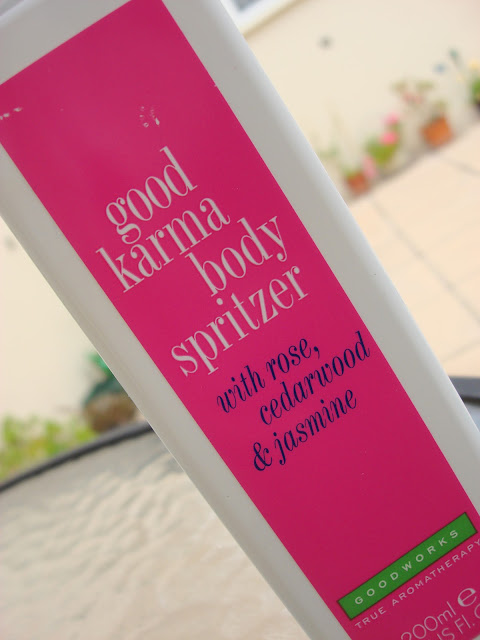 good
karma
body
spritzer
with rose,
cedarwood
& jasmine
GOODWORKS
TRUE AROMATHERAPY
200ml e